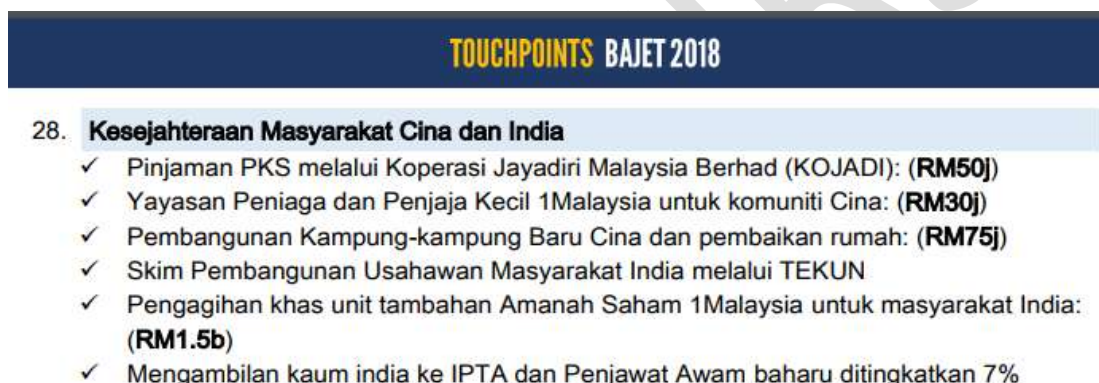 TOUCHPOINTS BAJET 2018
28. Kesejahteraan Masyarakat Cina dan India
✓ Pinjaman PKS melalui Koperasi Jayadiri Malaysia Berhad (KOJADI): (RM50j)
✓ Yayasan Peniaga dan Penjaja Kecil 1Malaysia untuk komuniti Cina: (RM30j)
✓ Pembangunan Kampung-kampung Baru Cina dan pembaikan rumah: (RM75j)
✓ Skim Pembangunan Usahawan Masyarakat India melalui TEKUN
✓ Pengagihan khas unit tambahan Amanah Saham 1Malaysia untuk masyarakat India:
(RM1.5b)
✓ Mengambilan kaum india ke IPTA dan Penjawat Awam baharu ditingkatkan 7%